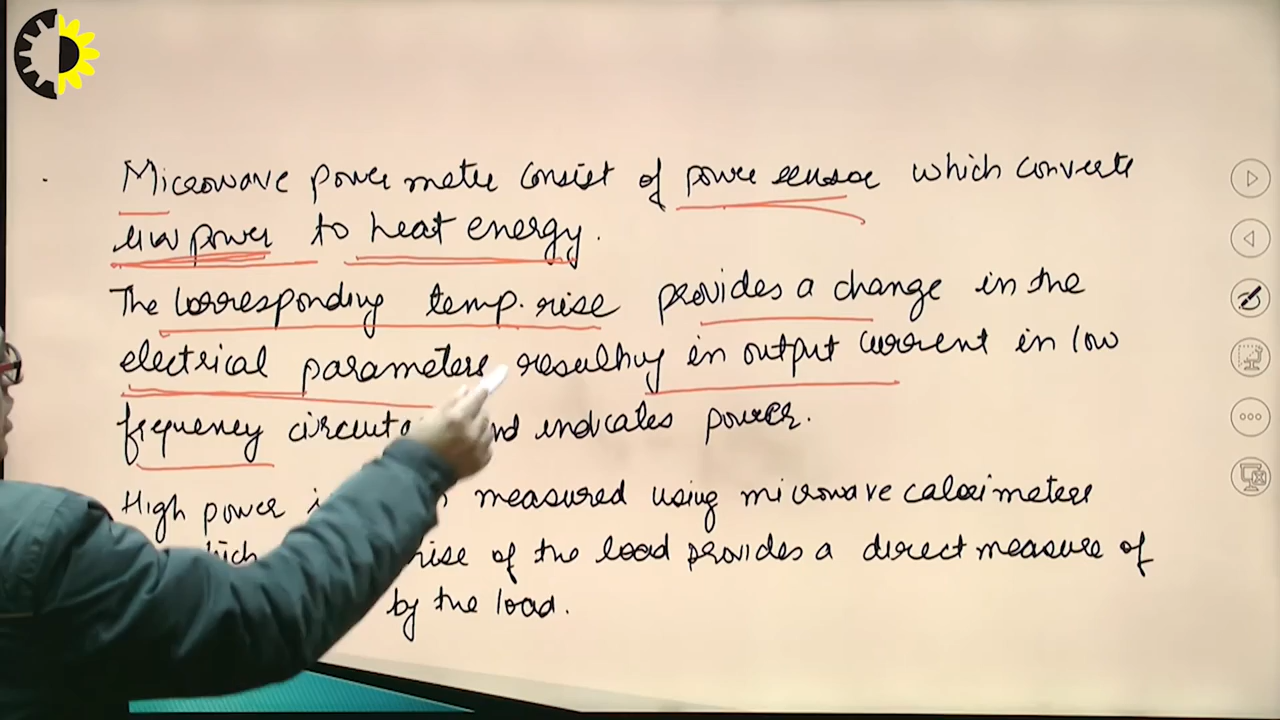 Microwave power meter consist of power sensor which converts
μw power to heat energy.
The corresponding temp. rise provides a change in the
electrical parameters resulting in output current in low
frequency and indicates power.
High power measured using microwave calorimeters
rise of the load provides a direct measure of
by the load.